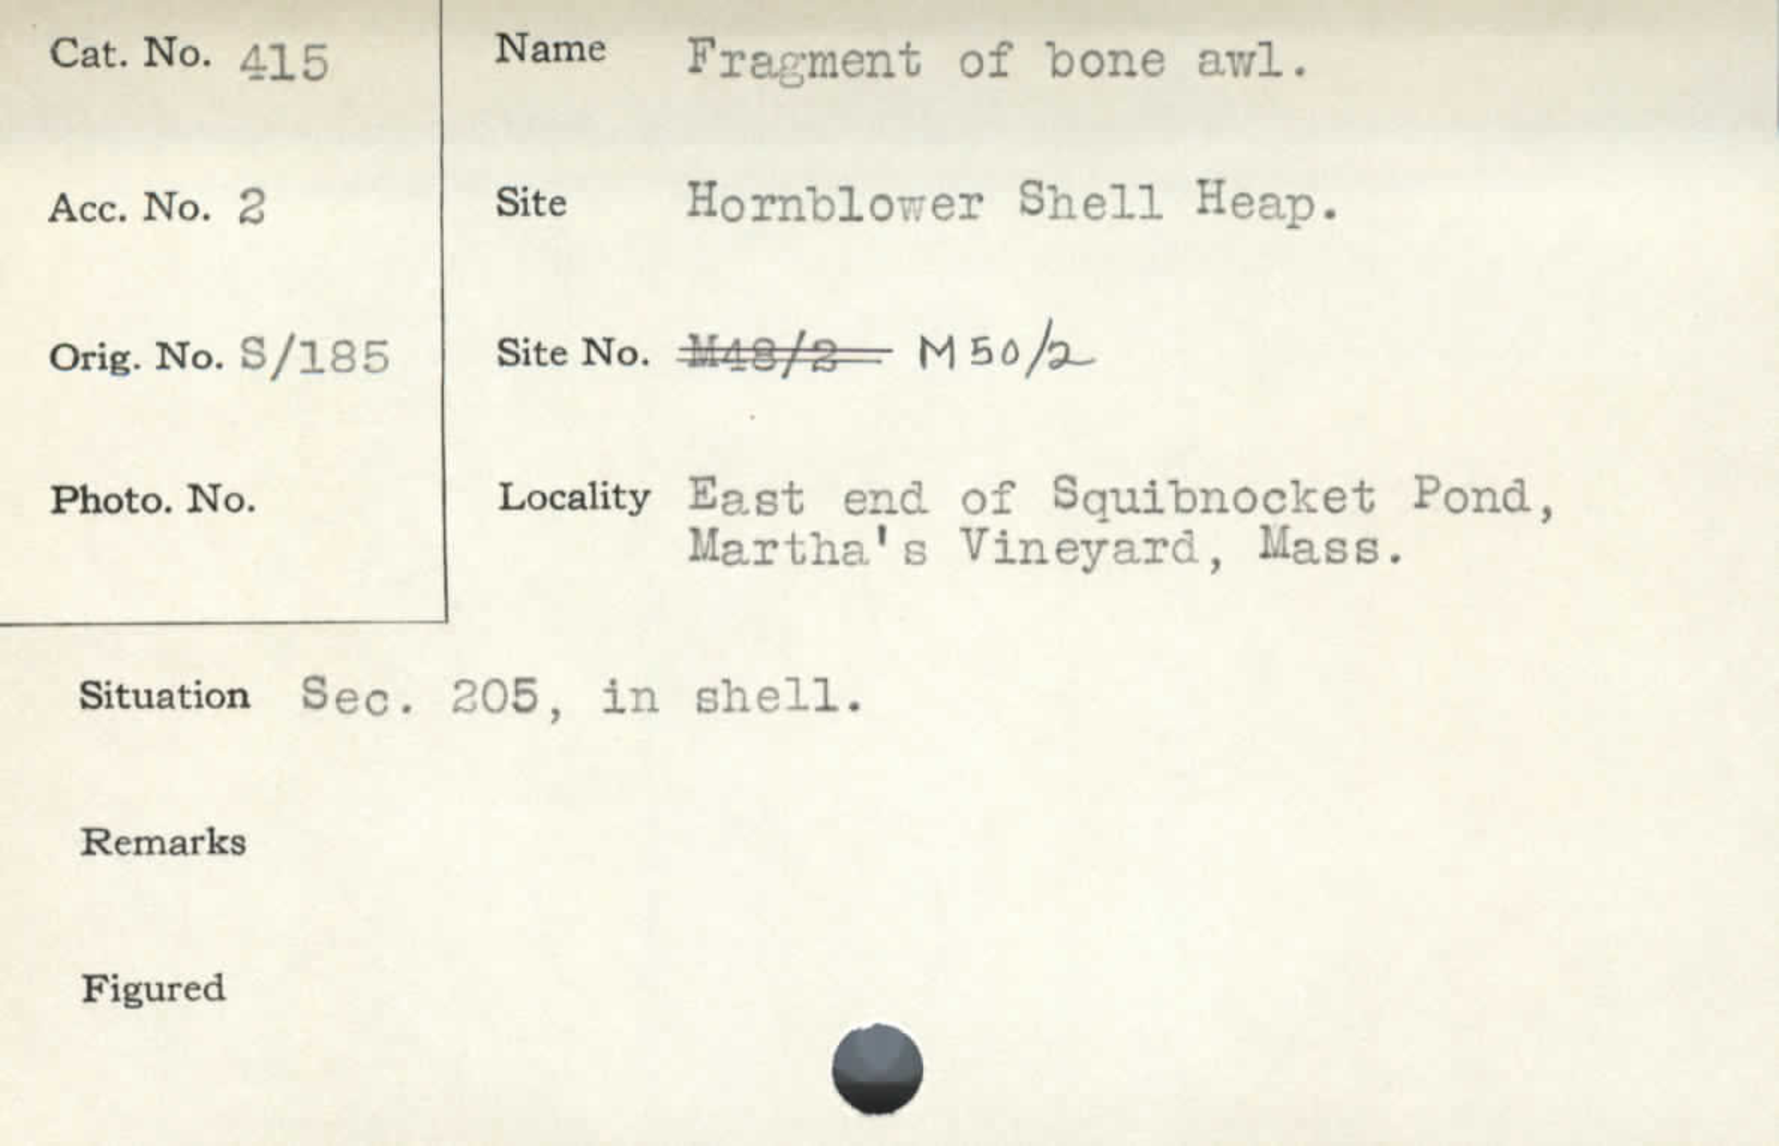 Cat. No. 415
Name Fragment of bone awl.
Acc. No. 2
Site Hornblower Shell Heap.
Orig. No. S/185
Site No. M48/2 M50/2
Photo. No.
Locality East end of Squibnocket Pond,
Martha's Vineyard, Mass.
Situation Sec. 205, in shell.
Remarks
Figured